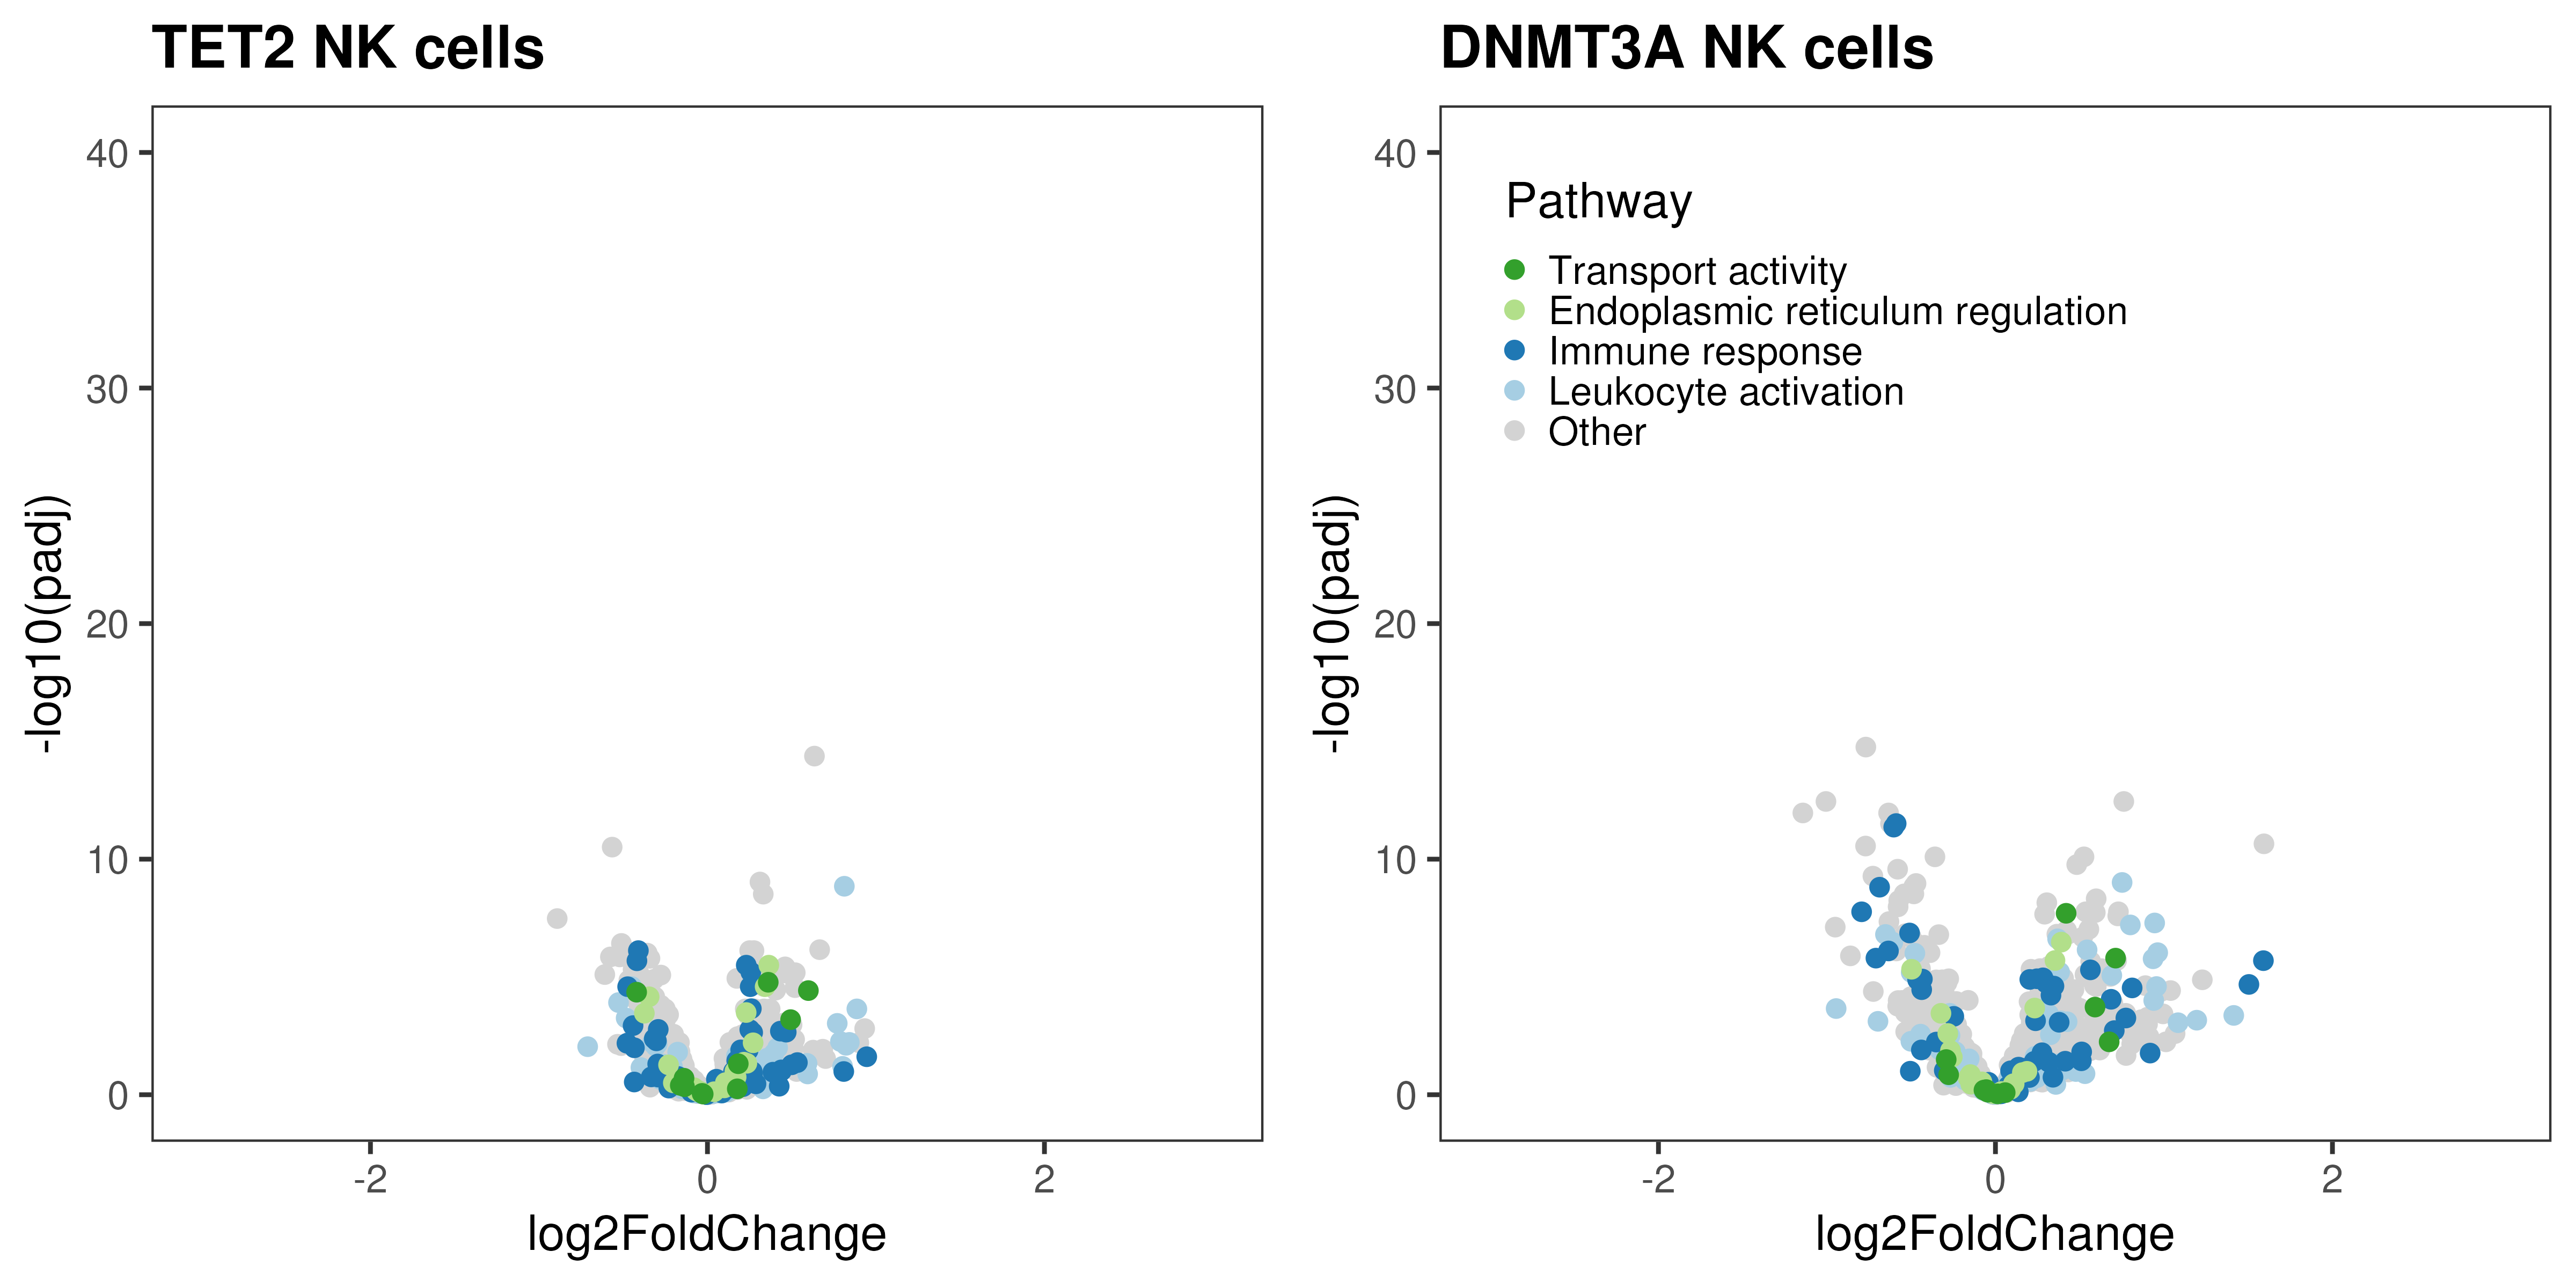 TET2 NK cells
40
30
20
10
0
-log10(padj)
-2
0
2
log2FoldChange
DNMT3A NK cells
Pathway
Transport activity
Endoplasmic reticulum regulation
Immune response
Leukocyte activation
Other
40
30
20
10
0
-log10(padj)
-2
0
2
log2FoldChange